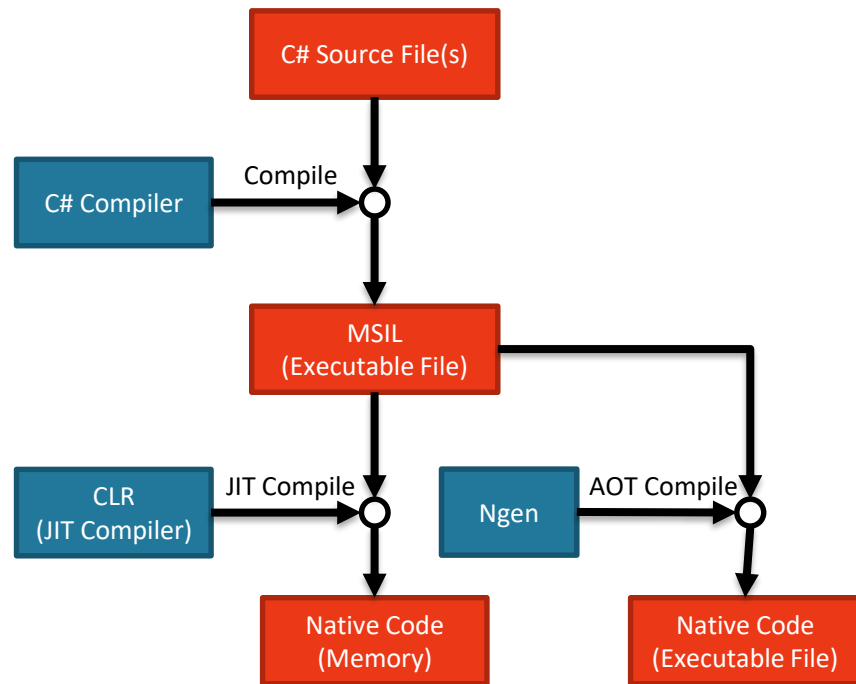 C# Source File(s)
Compile
C# Compiler
MSIL
(Executable File)
CLR
(JIT Compiler)
JIT Compile
Ngen
AOT Compile
Native Code
(Memory)
Native Code
(Executable File)